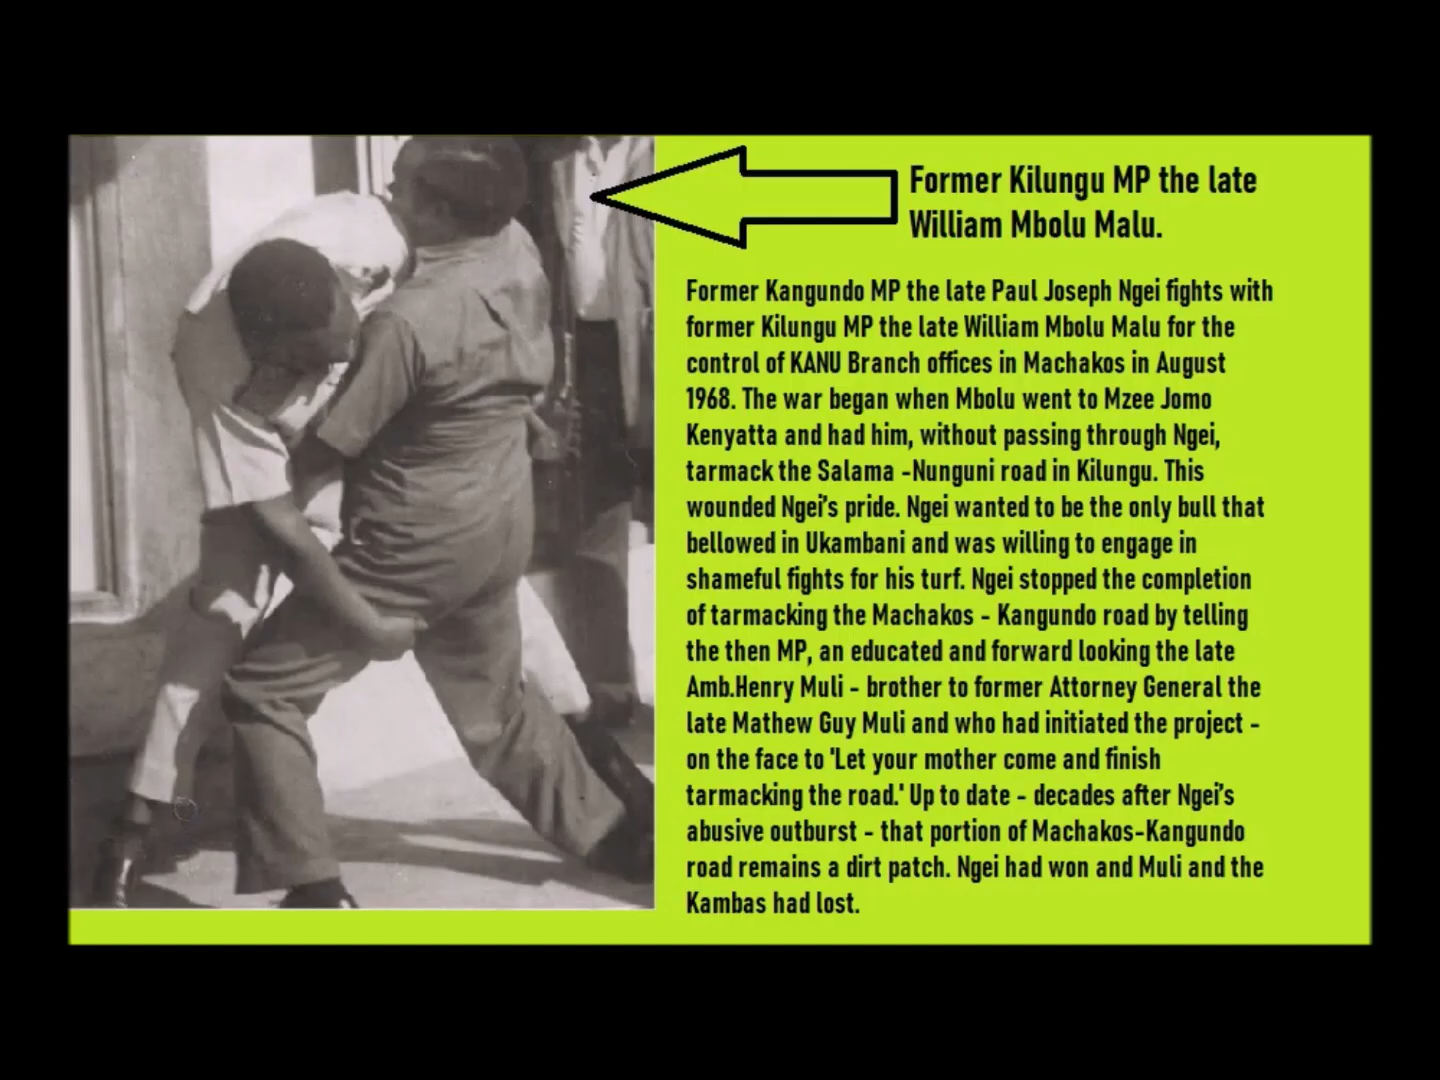 Former Kilungu MP the late
William Mbolu Malu.
Former Kangundo MP the late Paul Joseph Ngei fights with
former Kilungu MP the late William Mbolu Malu for the
control of KANU Branch offices in Machakos in August
1968. The war began when Mbolu went to Mzee Jomo
Kenyatta and had him, without passing through Ngei,
tarmack the Salama -Nunguni road in Kilungu. This
wounded Ngei's pride. Ngei wanted to be the only bull that
bellowed in Ukambani and was willing to engage in
shameful fights for his turf. Ngei stopped the completion
of tarmacking the Machakos - Kangundo road by telling
the then MP, an educated and forward looking the late
Amb.Henry Muli - brother to former Attorney General the
late Mathew Guy Muli and who had initiated the project -
on the face to 'Let your mother come and finish
tarmacking the road.' Up to date - decades after Ngei's
abusive outburst - that portion of Machakos-Kangundo
road remains a dirt patch. Ngei had won and Muli and the
Kambas had lost.